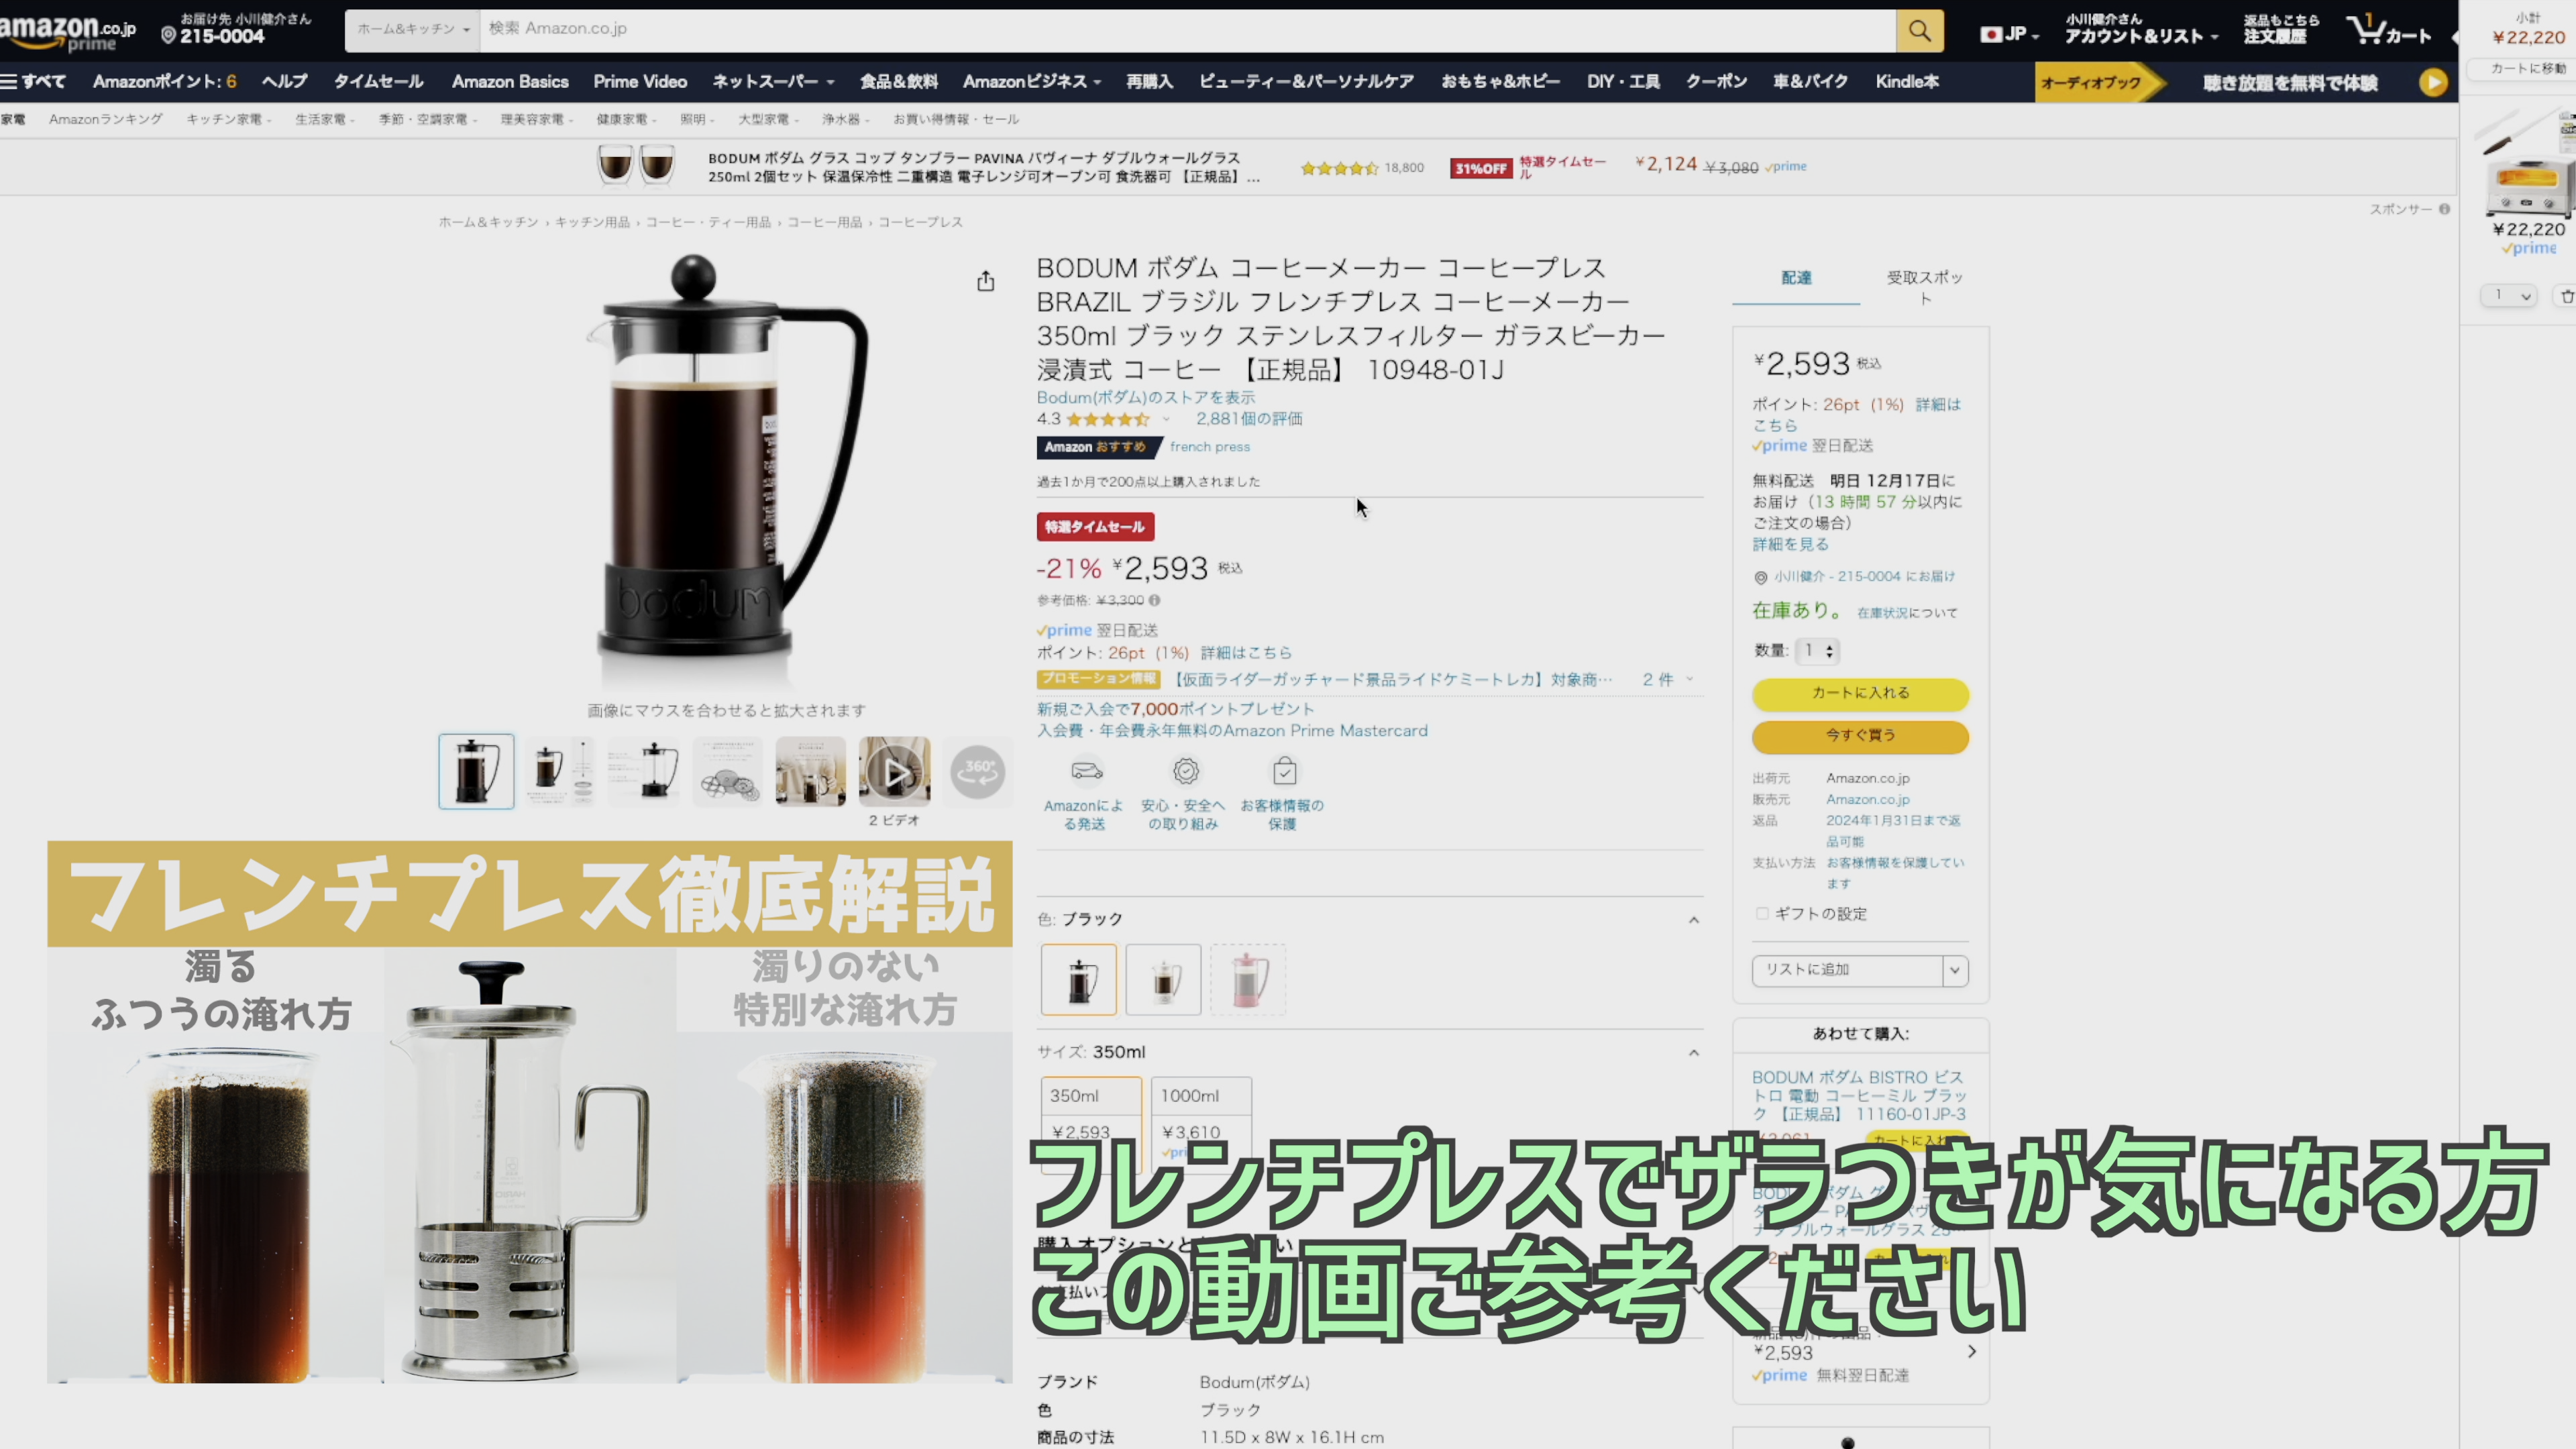 amazon.co.jp
prime
お届け先 小川健介さん
215-0004
ホーム&キッチン
検索 Amazon.co.jp
JP
小川健介さん
アカウント&リスト
返品もこちら
注文履歴
1
カート
小計
¥22,220
カートに移動
すべて
Amazonポイント: 6
ヘルプ
タイムセール
Amazon Basics
Prime Video
ネットスーパー
食品&飲料
Amazonビジネス
再購入
ビューティー&パーソナルケア
おもちゃ&ホビー
DIY・工具
クーポン
車&バイク
Kindle本
オーディオブック
聴き放題を無料で体験
家電
Amazonランキング
キッチン家電
生活家電
季節・空調家電
理美容家電
健康家電
照明
大型家電
浄水器
お買い得情報・セール
BODUM ボダム グラス コップ タンブラー PAVINA パヴィーナ ダブルウォールグラス
250ml 2個セット 保温保冷性 二重構造 電子レンジ可オーブン可 食洗器可 【正規品】 ...
18,800
31%OFF
特選タイムセー
ル
¥2,124 ¥3,080 prime
スポンサー
¥22,220
prime
1
ホーム&キッチン › キッチン用品 › コーヒー・ティー用品 › コーヒー用品 › コーヒープレス
BODUM ボダム コーヒーメーカー コーヒープレス
BRAZIL ブラジル フレンチプレス コーヒーメーカー
350ml ブラック ステンレスフィルター ガラスビーカー
浸漬式 コーヒー 【正規品】 10948-01J
Bodum(ボダム)のストアを表示
4.3
2,881個の評価
Amazon おすすめ
french press
過去1か月で200点以上購入されました
特選タイムセール
-21% ¥2,593 税込
参考価格: ¥3,300
prime 翌日配送
ポイント: 26pt (1%) 詳細はこちら
プロモーション情報
【仮面ライダーガッチャード景品ライドケミートレカ】対象商…
2 件
新規ご入会で7,000ポイントプレゼント
入会費・年会費永年無料のAmazon Prime Mastercard
Amazonによ
る発送
安心・安全へ
の取り組み
お客様情報の
保護
bodum
画像にマウスを合わせると拡大されます
360°
2 ビデオ
色: ブラック
サイズ: 350ml
350ml
¥2,593
1000ml
¥3,610
ブランド
Bodum(ボダム)
色
ブラック
商品の寸法
11.5D x 8W x 16.1H cm
配達
受取スポッ
ト
¥2,593 税込
ポイント: 26pt (1%) 詳細は
こちら
prime 翌日配送
無料配送 明日 12月17日に
お届け(13 時間 57 分以内に
ご注文の場合)
詳細を見る
小川健介 - 215-0004 にお届け
在庫あり。 在庫状況について
数量: 1
カートに入れる
今すぐ買う
出荷元
Amazon.co.jp
販売元
Amazon.co.jp
返品
2024年1月31日まで返
品可能
支払い方法
お客様情報を保護してい
ます
ギフトの設定
リストに追加
あわせて購入:
BODUM ボダム BISTRO ビス
トロ 電動 コーヒーミル ブラッ
ク 【正規品】 11160-01JP-3
¥2,593
prime 無料翌日配達
フレンチプレス徹底解説
濁る
ふつうの淹れ方
濁りのない
特別な淹れ方
フレンチプレスでザラつきが気になる方
この動画ご参考ください